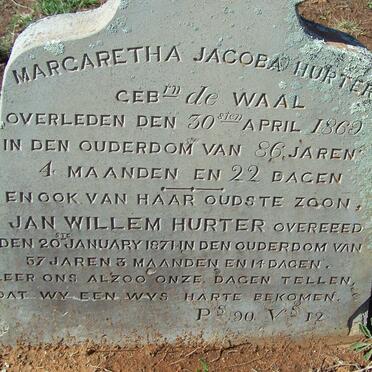 MARGARETHA JACOBA HURTER
GEBrn de WAAL
OVERLEDEN DEN 30sten APRIL 1869
IN DEN OUDERDOM VAN 86 JAREN
4 MAANDEN EN 22 DAGEN
EN OOK VAN HAAR OUDSTE ZOON,
JAN WILLEM HURTER OVERLEED
DEN 20ste JANUARY 1871 IN DEN OUDERDOM VAN
57 JAREN 3 MAANDEN EN 14 DAGEN.
LEER ONS ALZOO ONZE DAGEN TELLEN,
DAT WY EEN WYS HARTE BEKOMEN.
Ps 90. Vs 12